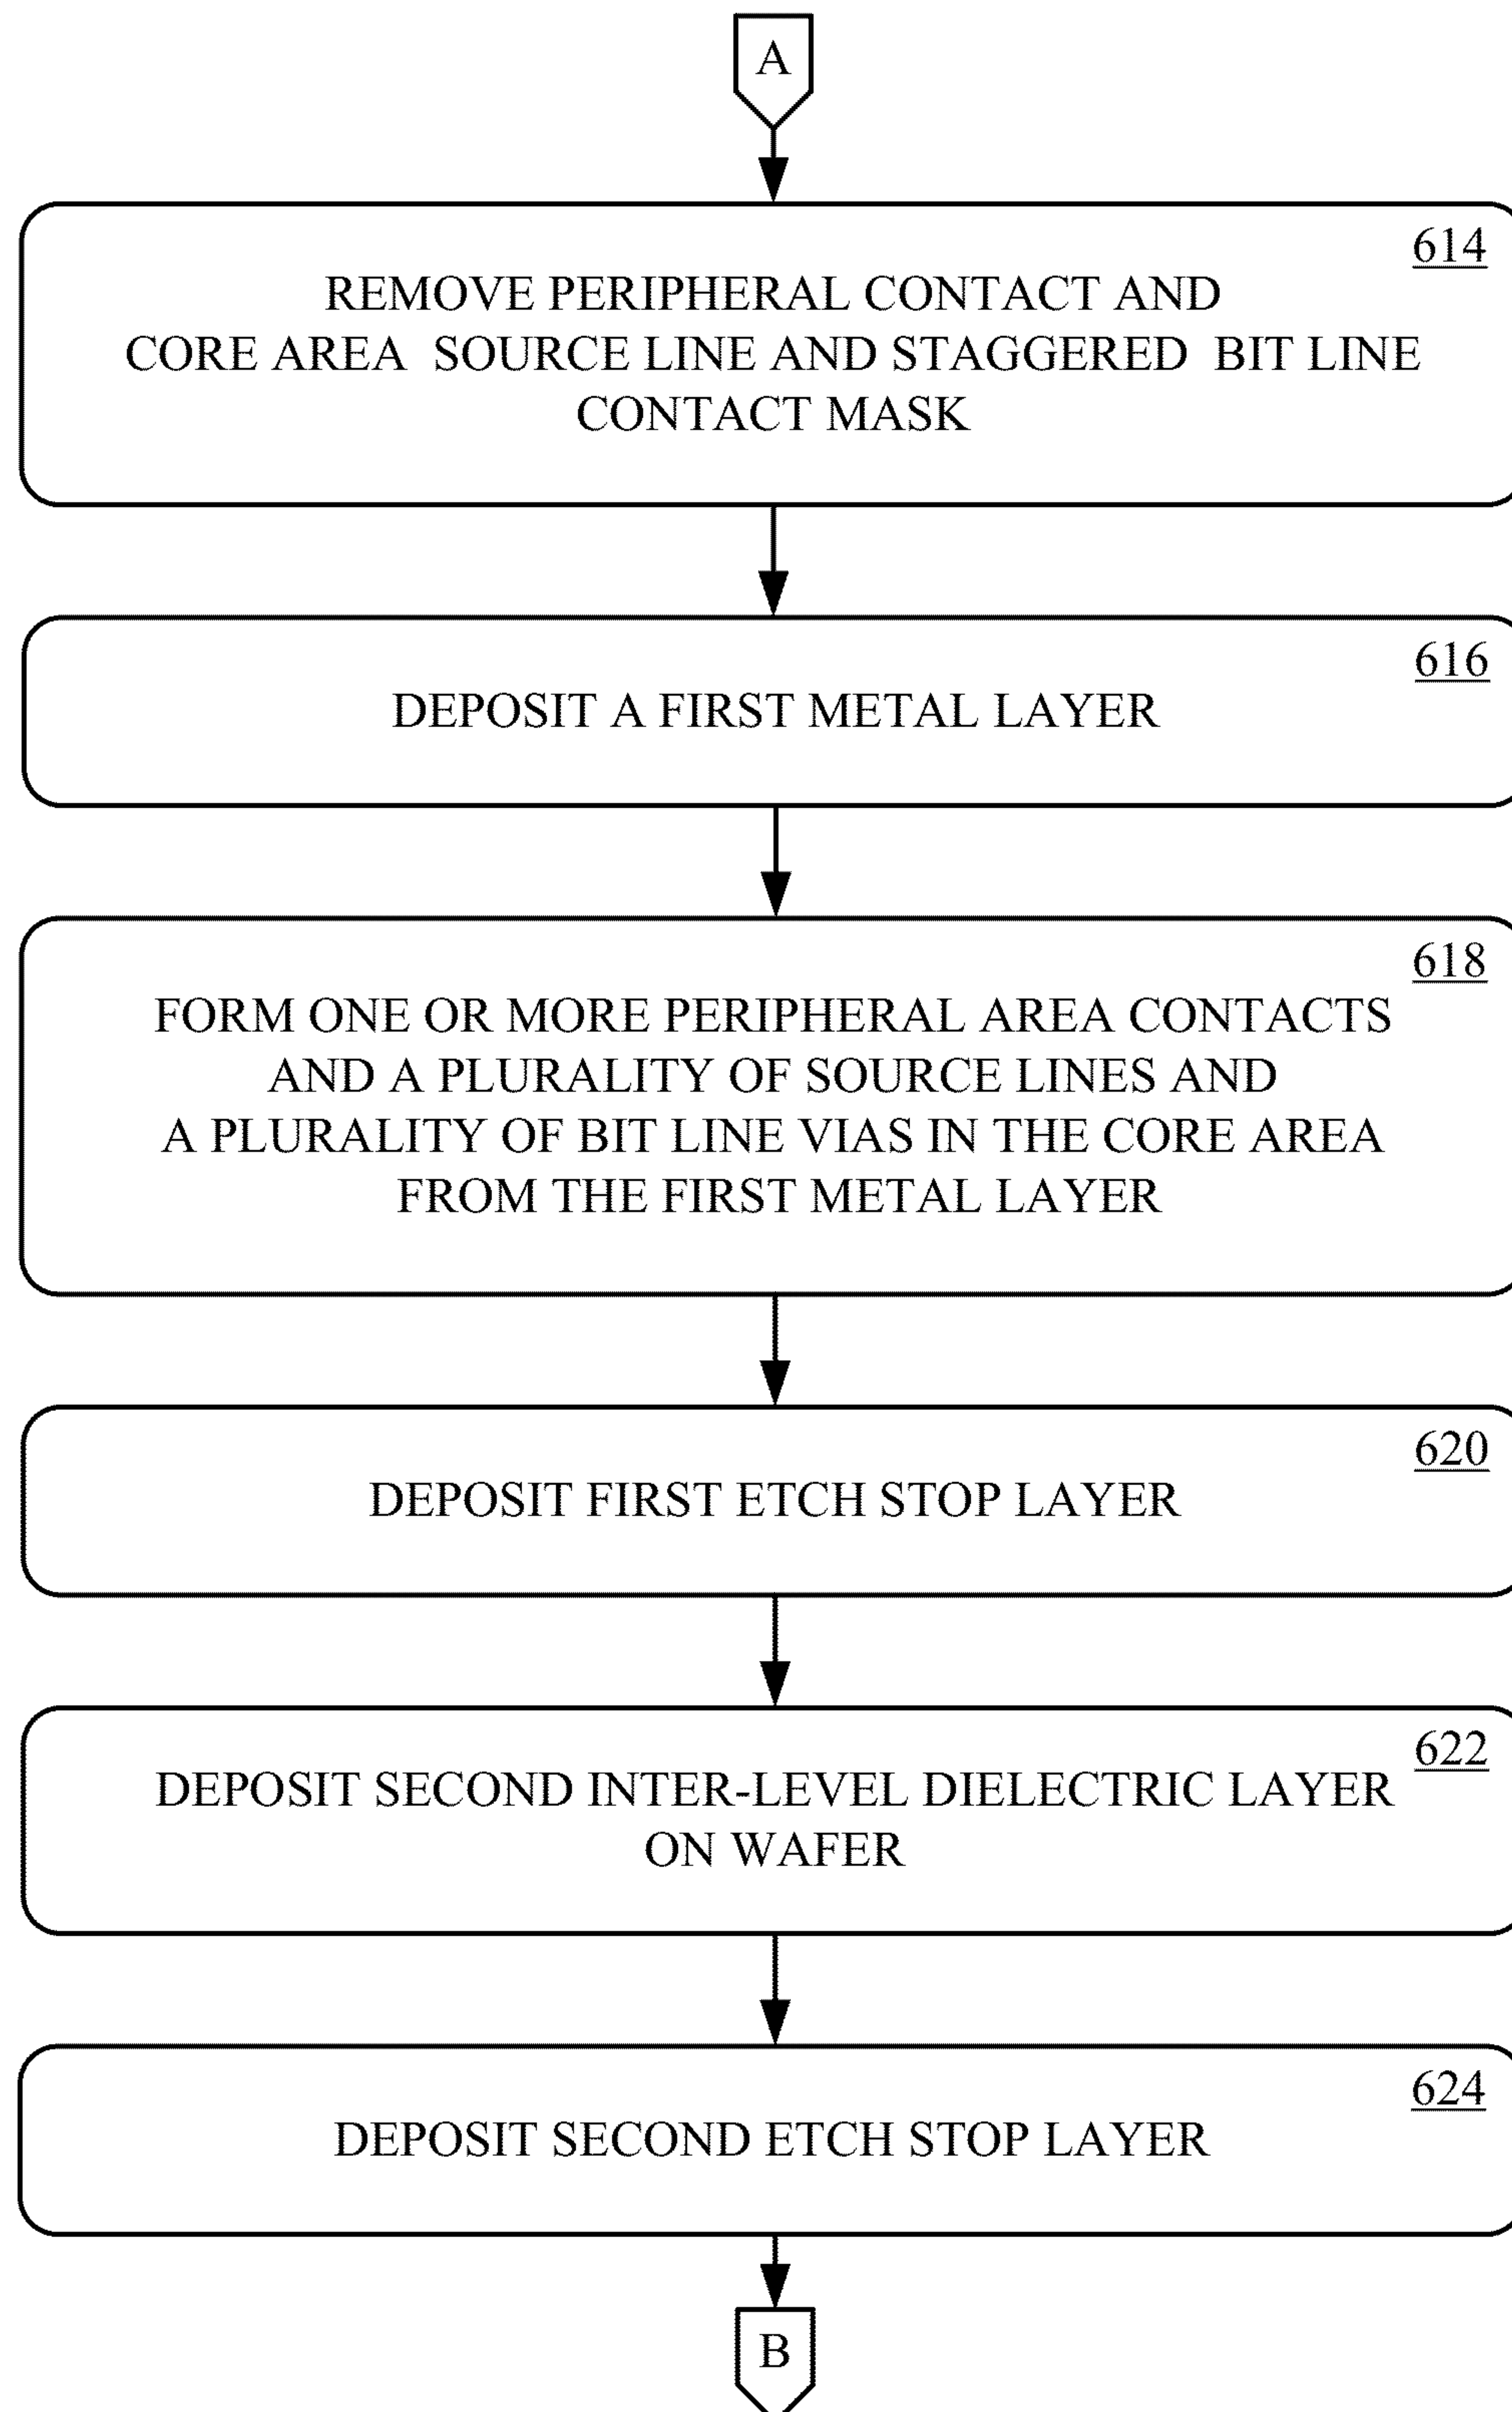 A
614
REMOVE PERIPHERAL CONTACT AND
CORE AREA SOURCE LINE AND STAGGERED BIT LINE
CONTACT MASK
616
DEPOSIT A FIRST METAL LAYER
618
FORM ONE OR MORE PERIPHERAL AREA CONTACTS
AND A PLURALITY OF SOURCE LINES AND
A PLURALITY OF BIT LINE VIAS IN THE CORE AREA
FROM THE FIRST METAL LAYER
620
DEPOSIT FIRST ETCH STOP LAYER
622
DEPOSIT SECOND INTER-LEVEL DIELECTRIC LAYER
ON WAFER
624
DEPOSIT SECOND ETCH STOP LAYER
B